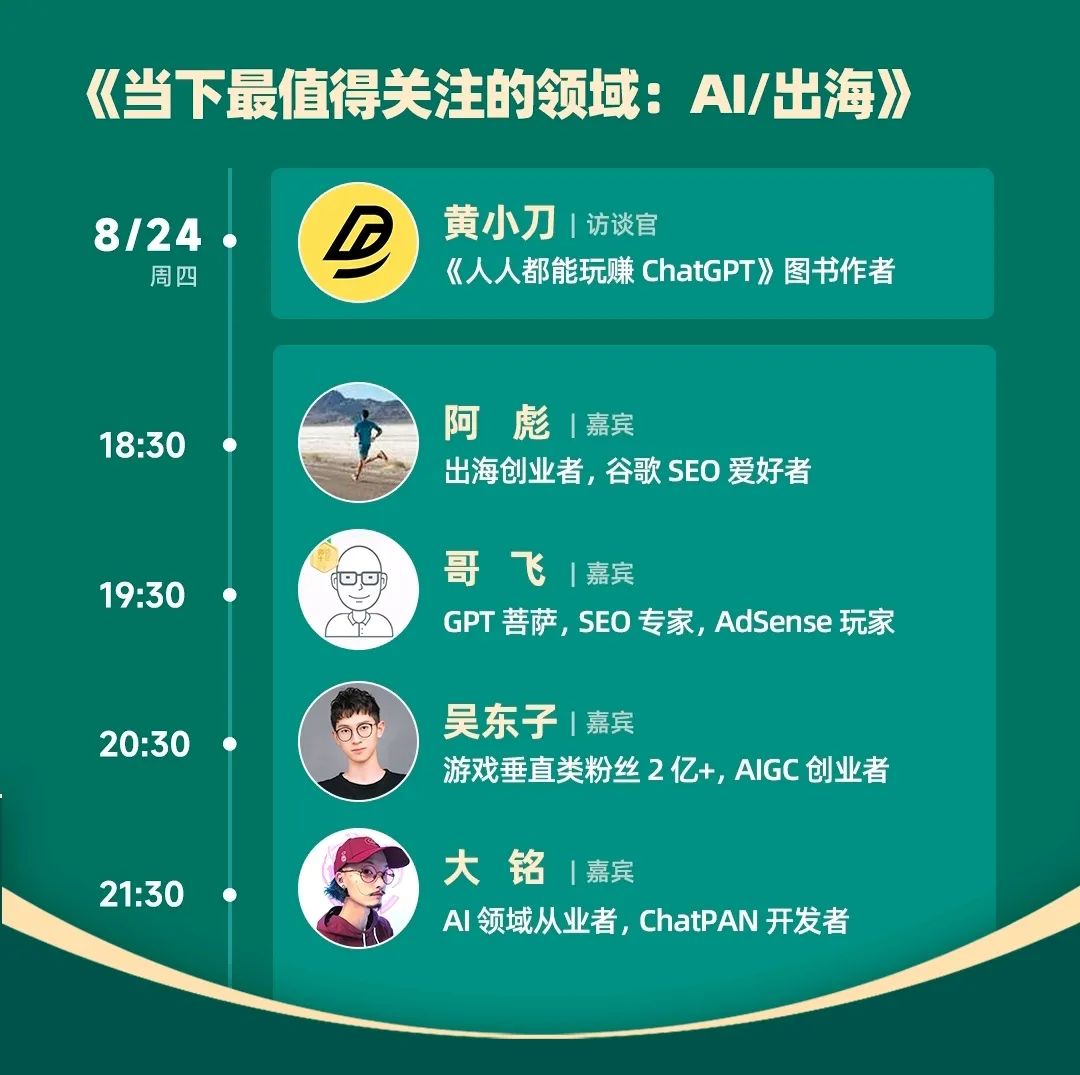 《当下最值得关注的领域：AI/出海》
8/24
周四
黄小刀 | 访谈官
《人人都能玩赚 ChatGPT》图书作者
18:30
阿 彪 | 嘉宾
出海创业者，谷歌 SEO 爱好者
19:30
哥 飞 | 嘉宾
GPT 菩萨，SEO 专家，AdSense 玩家
20:30
吴东子 | 嘉宾
游戏垂直类粉丝 2 亿+，AIGC 创业者
21:30
大 铭 | 嘉宾
AI 领域从业者，ChatPAN 开发者